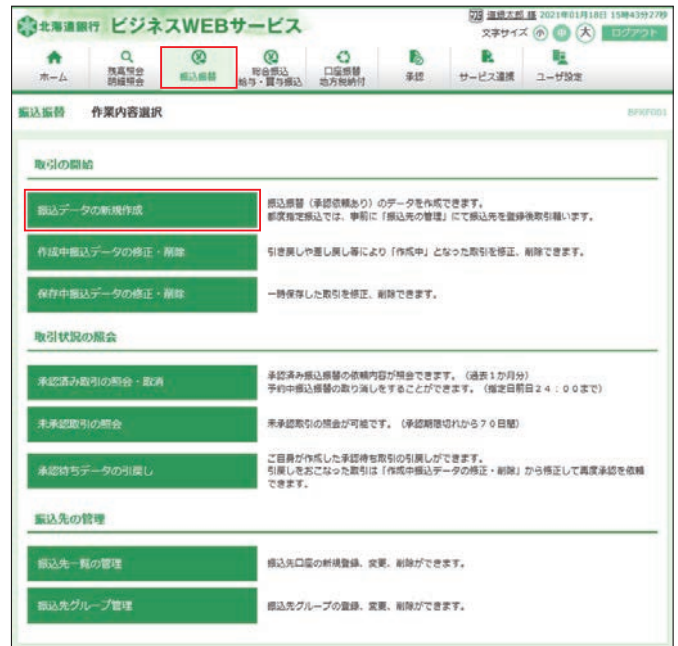 北海道銀行 ビジネスWEBサービス
道銀太郎 様 2021年01月18日 15時43分27秒
文字サイズ 小 中 大 ログアウト
ホーム
残高照会
明細照会
振込振替
総合振込
給与・賞与振込
口座振替
地方税納付
承認
サービス連携
ユーザ設定
振込振替 作業内容選択 BFKF001
取引の開始
振込データの新規作成
振込振替（承認依頼あり）のデータを作成できます。
都度指定振込では、事前に「振込先の管理」にて振込先を登録後取引願います。
作成中振込データの修正・削除
引き戻しや差し戻し等により「作成中」となった取引を修正、削除できます。
保存中振込データの修正・削除
一時保存した取引を修正、削除できます。
取引状況の照会
承認済み取引の照会・取消
承認済み振込振替の依頼内容が照会できます。（過去１か月分）
予約中振込振替の取り消しをすることができます。（指定日前日２４：００まで）
未承認取引の照会
未承認取引の照会が可能です。（承認期限切れから７０日間）
承認待ちデータの引戻し
ご自身が作成した承認待ち取引の引戻しができます。
引戻しをおこなった取引は「作成中振込データの修正・削除」から修正して再度承認を依頼
できます。
振込先の管理
振込先一覧の管理
振込先口座の新規登録、変更、削除ができます。
振込先グループ管理
振込先グループの登録、変更、削除ができます。